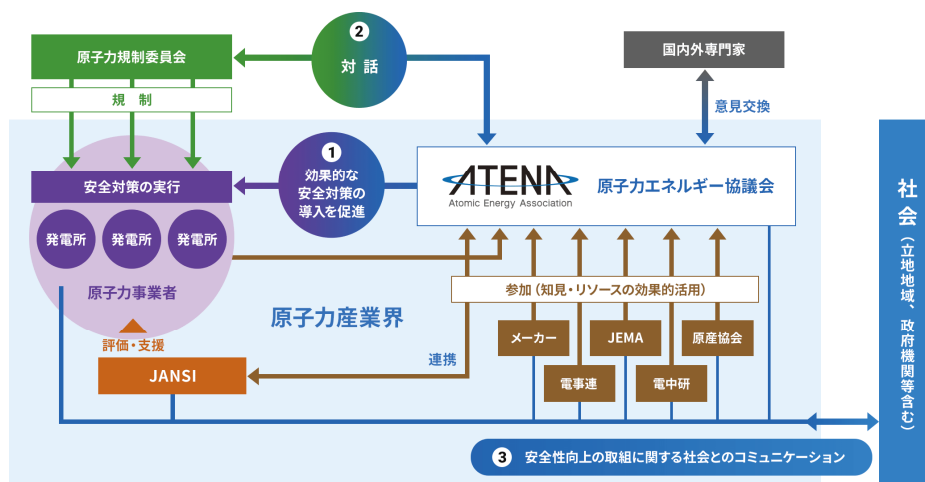 原子力規制委員会
規 制
2
対 話
国内外専門家
意見交換
1
効果的な
安全対策の
導入を促進
安全対策の実行
発電所
発電所
発電所
原子力事業者
ATENA
Atomic Energy Association
原子力エネルギー協議会
参加（知見・リソースの効果的活用）
メーカー
JEMA
原産協会
電事連
電中研
原子力産業界
評価・支援
JANSI
連携
社会（立地地域、政府機関等含む）
3 安全性向上の取組に関する社会とのコミュニケーション